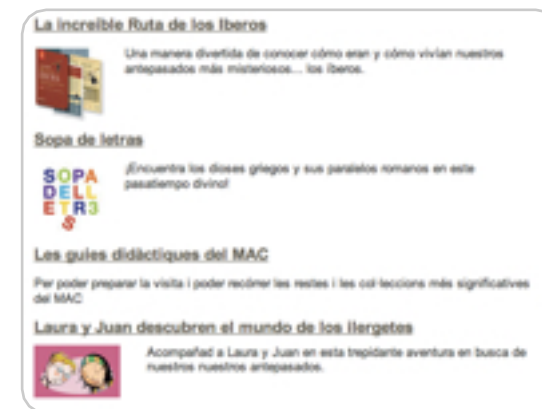 La increíble Ruta de los Iberos
Una manera divertida de conocer cómo eran y cómo vivían nuestros
antepasados más misteriosos... los íberos.
Sopa de letras
SOPA
DELL
ETR3
S
¡Encuentra los dioses griegos y sus paralelos romanos en este
pasatiempo divino!
Les guies didàctiques del MAC
Per poder preparar la visita i poder recórrer les restes i les col·leccions més significatives
del MAC
Laura y Juan descubren el mundo de los ilergetes
Acompañad a Laura y Juan en esta trepidante aventura en busca de
nuestros nuestros antepasados.